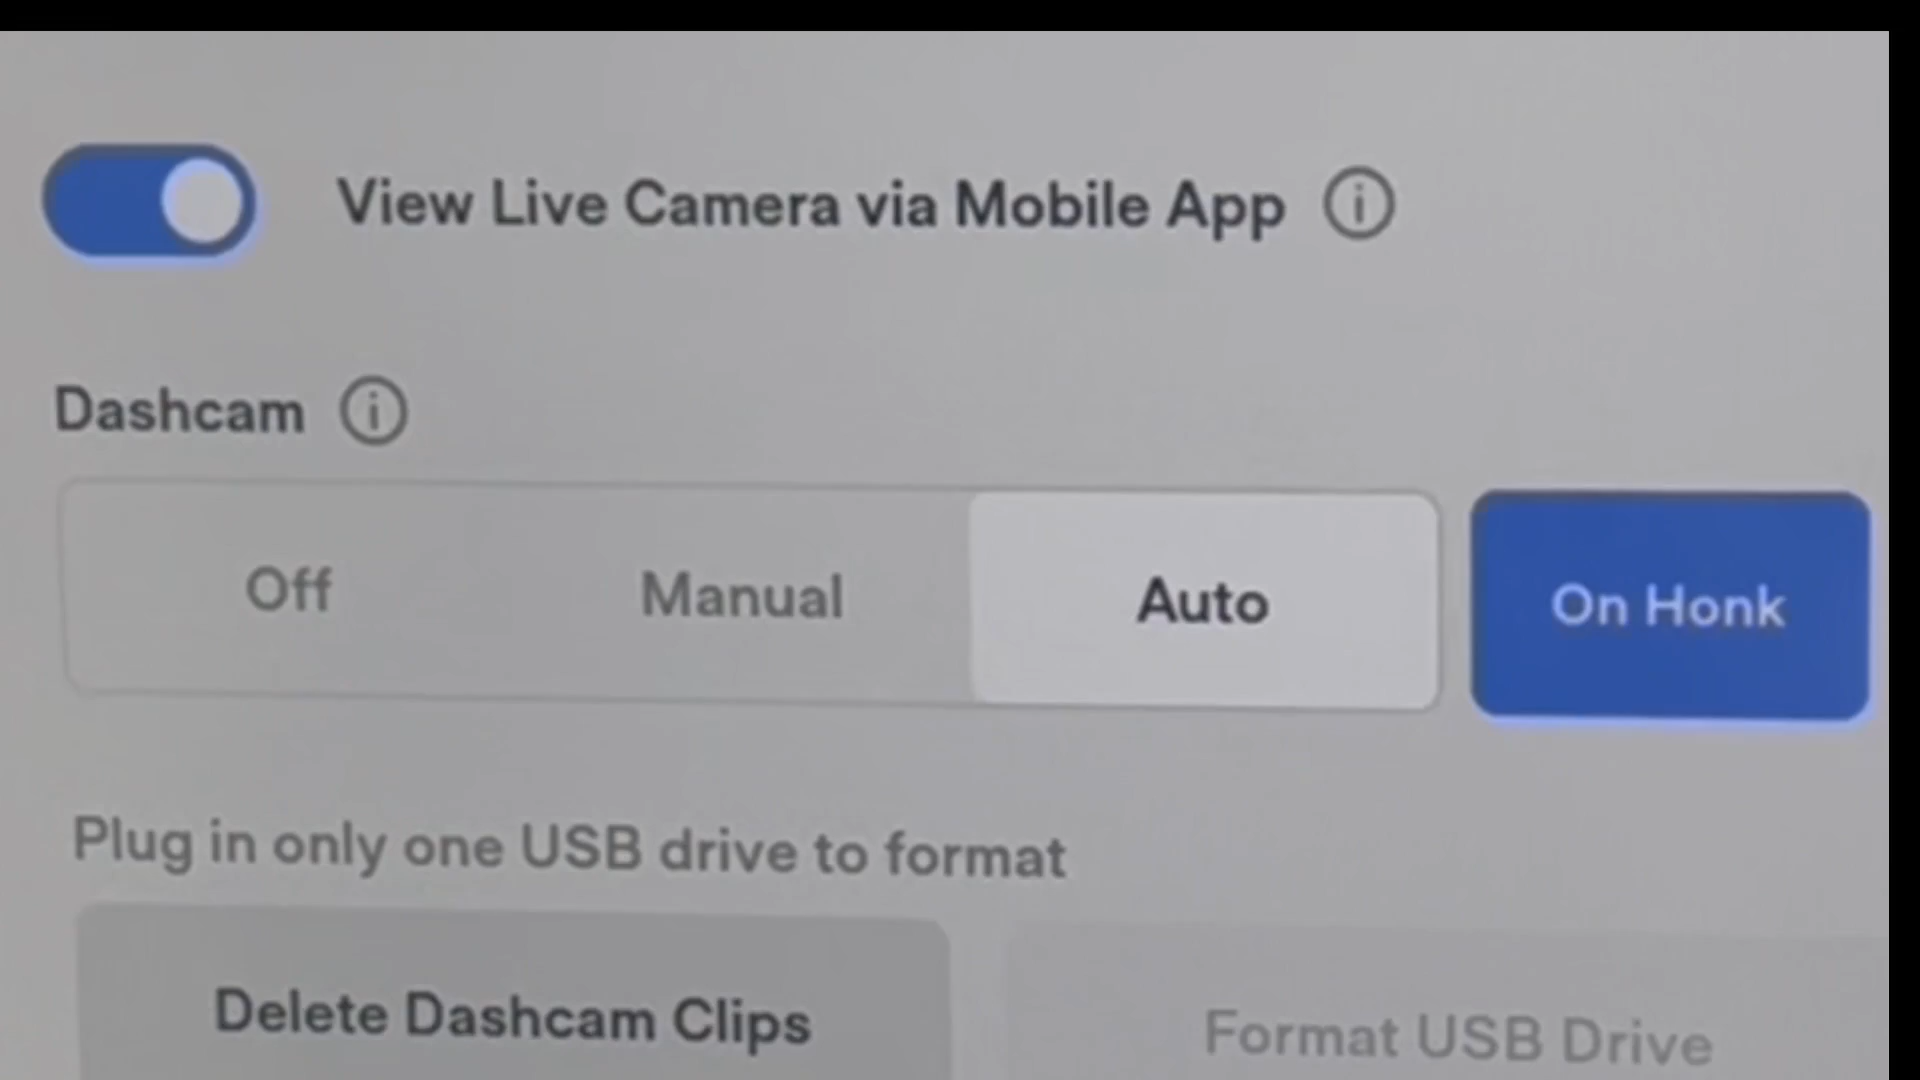 View Live Camera via Mobile App
Dashcam
Off Manual Auto On Honk
Plug in only one USB drive to format
Delete Dashcam Clips Format USB Drive